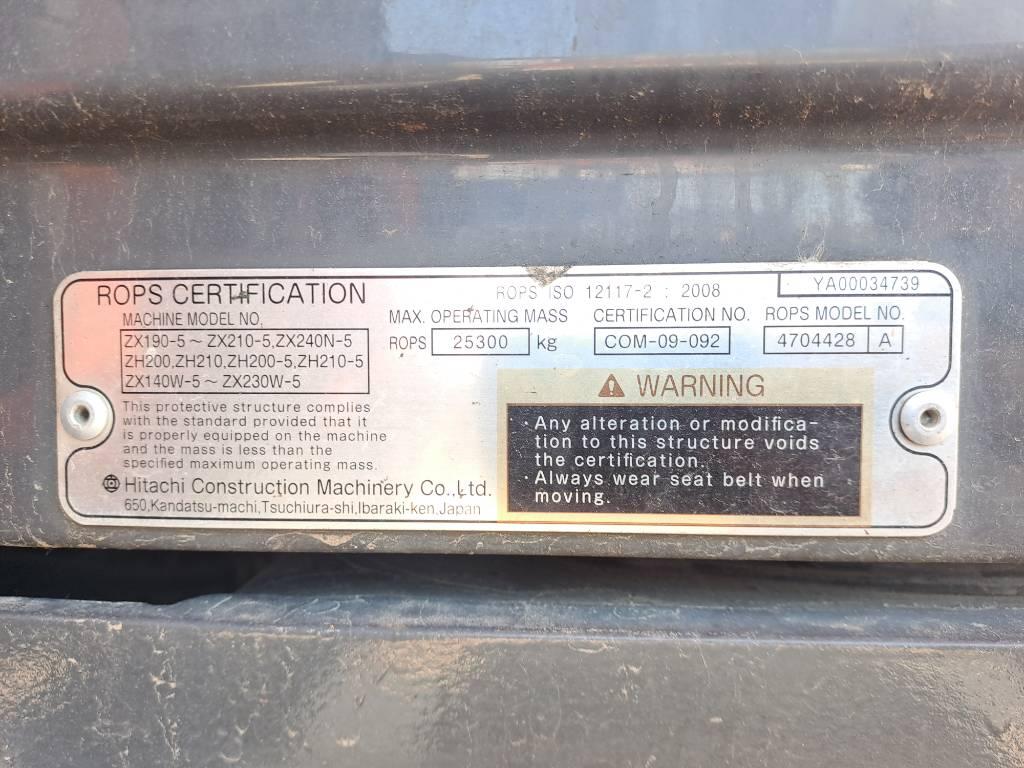 ROPS CERTIFICATION
ROPS ISO 12117-2 : 2008
YA00034739
MACHINE MODEL NO.
ZX190-5 ~ ZX210-5,ZX240N-5
ZH200,ZH210,ZH200-5,ZH210-5
ZX140W-5 ~ ZX230W-5
MAX. OPERATING MASS
ROPS 25300 kg
CERTIFICATION NO.
COM-09-092
ROPS MODEL NO.
4704428 A
This protective structure complies
with the standard provided that it
is properly equipped on the machine
and the mass is less than the
specified maximum operating mass.
Hitachi Construction Machinery Co.,Ltd.
650,Kandatsu-machi,Tsuchiura-shi,Ibaraki-ken,Japan
⚠ WARNING
· Any alteration or modifica-
tion to this structure voids
the certification.
· Always wear seat belt when
moving.